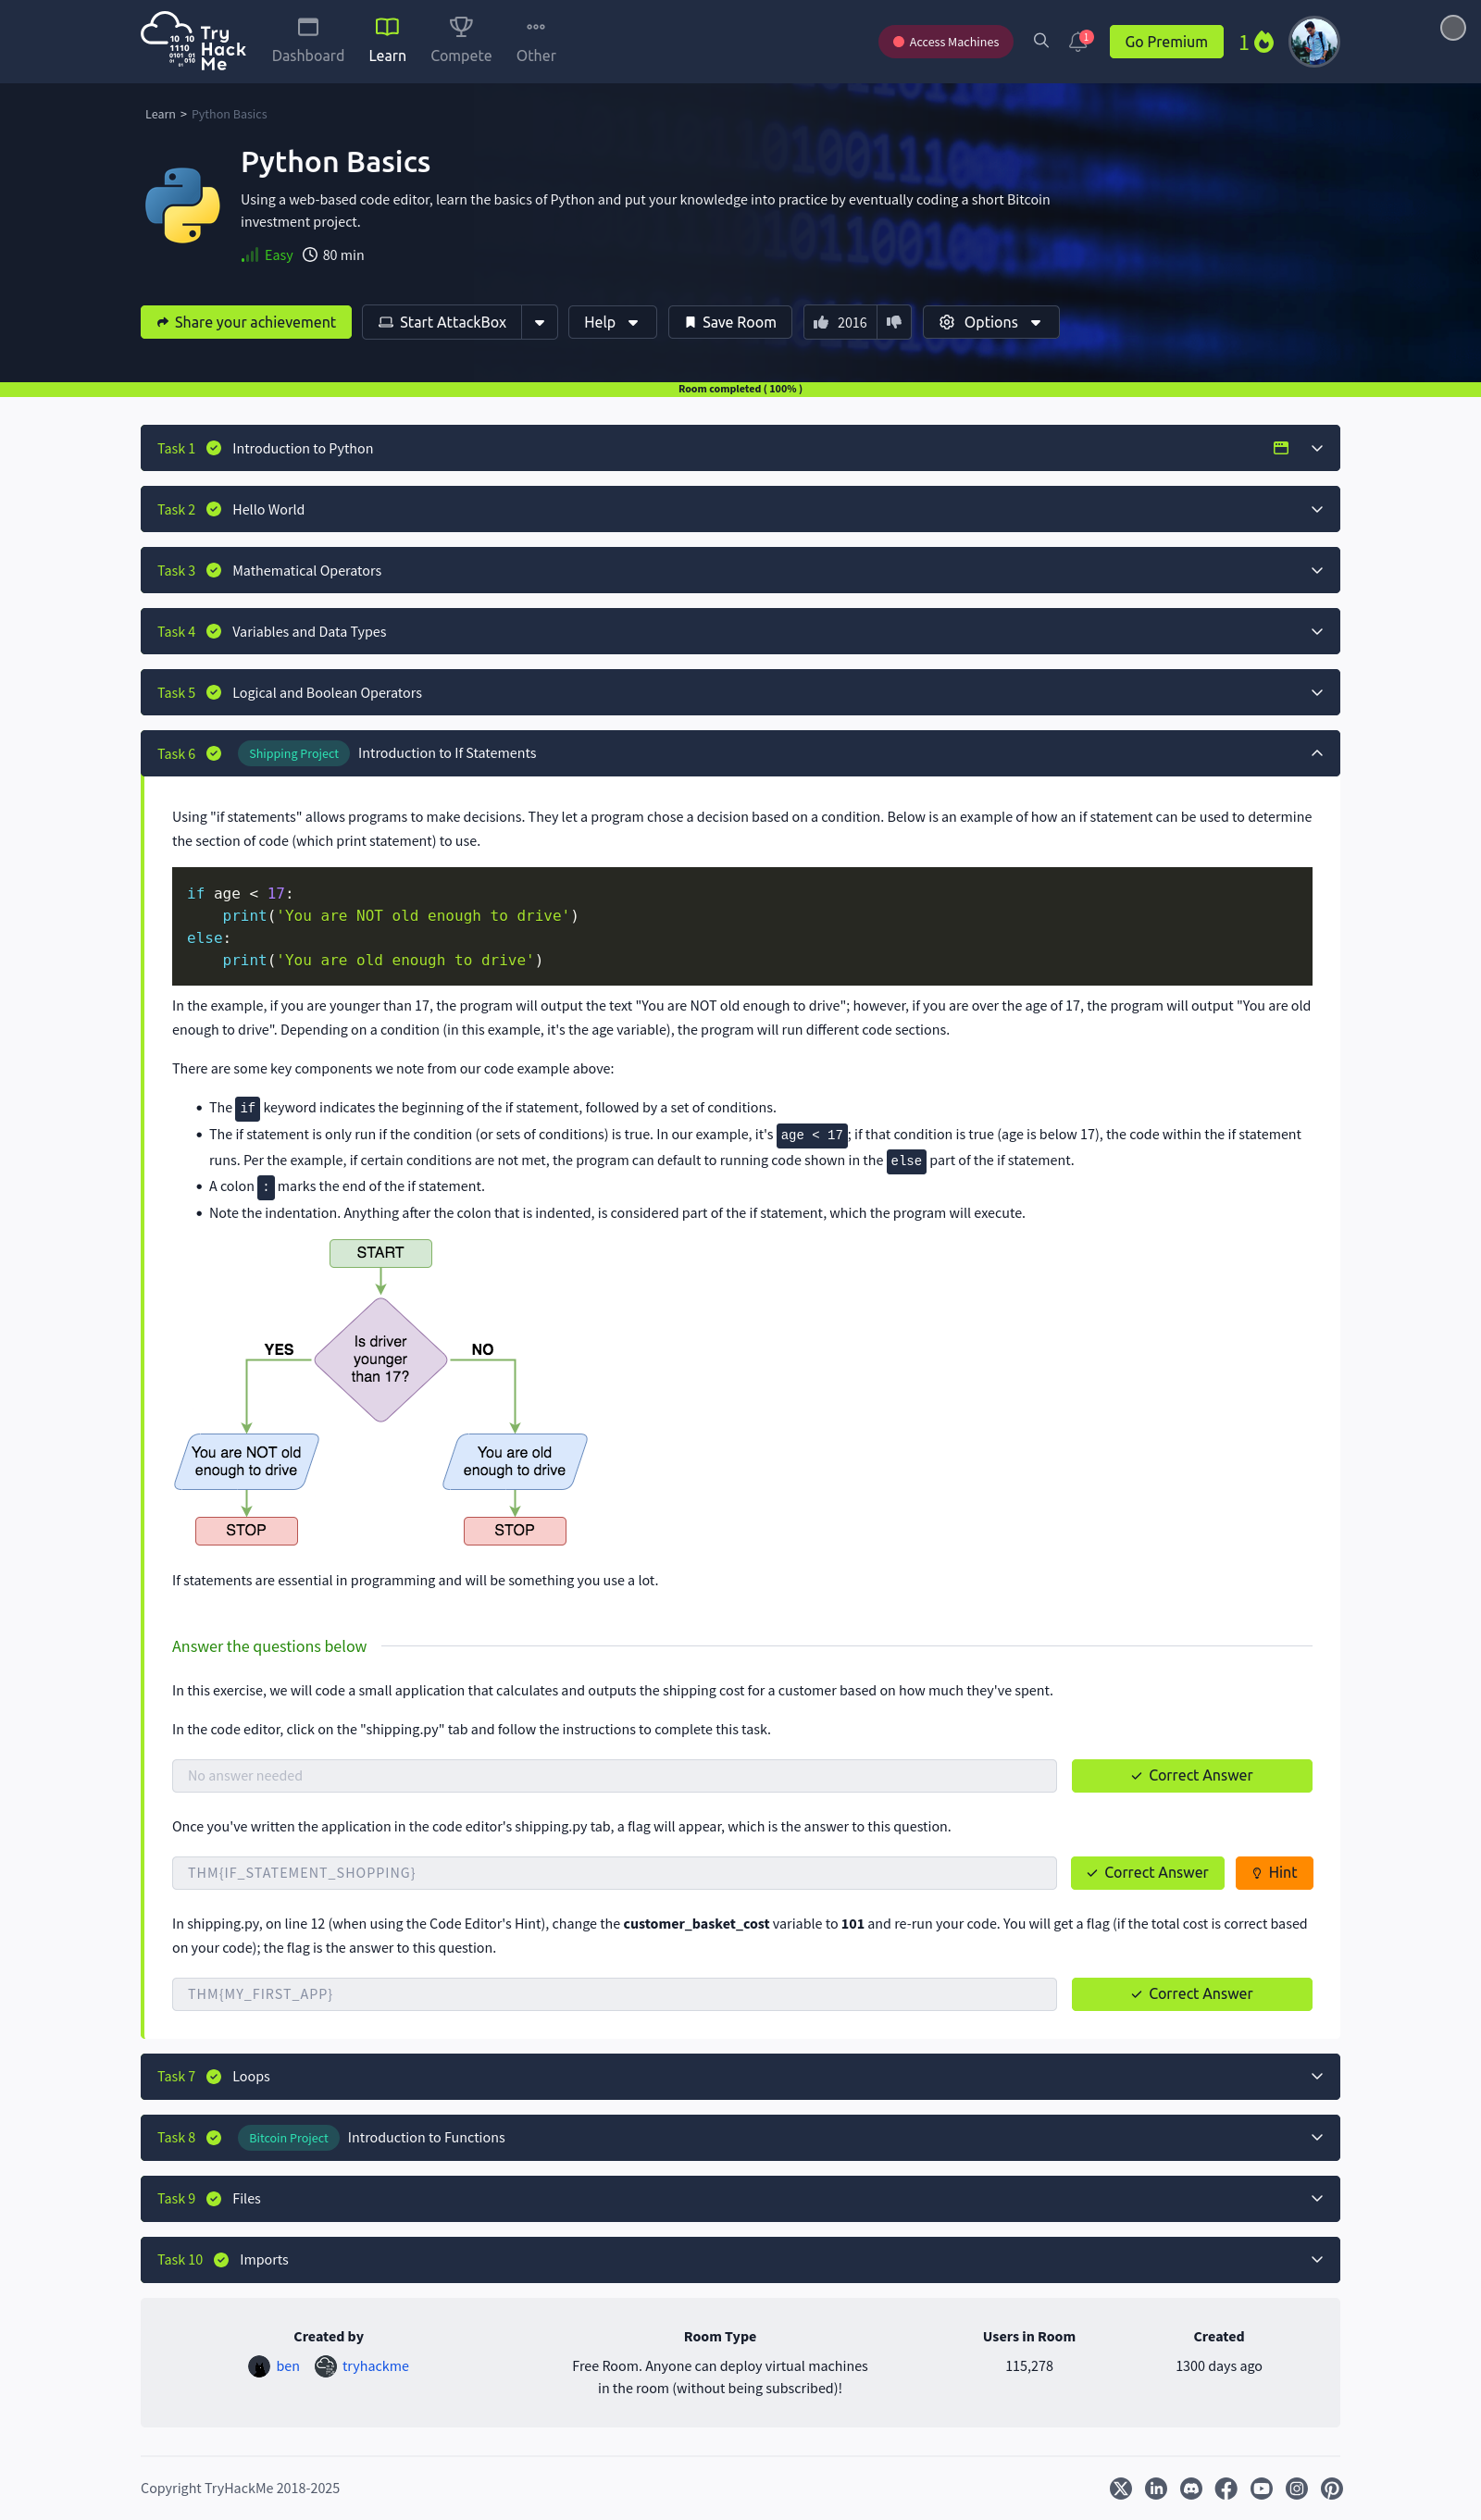 Try
Hack
Me
10 10
1110
0101 01
01
Dashboard
Learn
Compete
Other
Access Machines
1
Go Premium
1
Learn > Python Basics
Python Basics
Using a web-based code editor, learn the basics of Python and put your knowledge into practice by eventually coding a short Bitcoin
investment project.
Easy
80 min
Share your achievement
Start AttackBox
Help
Save Room
2016
Options
Room completed ( 100% )
Task 1 Introduction to Python
Task 2 Hello World
Task 3 Mathematical Operators
Task 4 Variables and Data Types
Task 5 Logical and Boolean Operators
Task 6 Shipping Project Introduction to If Statements
Using "if statements" allows programs to make decisions. They let a program chose a decision based on a condition. Below is an example of how an if statement can be used to determine
the section of code (which print statement) to use.
if age < 17:
    print('You are NOT old enough to drive')
else:
    print('You are old enough to drive')
In the example, if you are younger than 17, the program will output the text "You are NOT old enough to drive"; however, if you are over the age of 17, the program will output "You are old
enough to drive". Depending on a condition (in this example, it's the age variable), the program will run different code sections.
There are some key components we note from our code example above:
• The if keyword indicates the beginning of the if statement, followed by a set of conditions.
• The if statement is only run if the condition (or sets of conditions) is true. In our example, it's age < 17; if that condition is true (age is below 17), the code within the if statement
runs. Per the example, if certain conditions are not met, the program can default to running code shown in the else part of the if statement.
• A colon : marks the end of the if statement.
• Note the indentation. Anything after the colon that is indented, is considered part of the if statement, which the program will execute.
START
Is driver
younger
than 17?
YES
NO
You are NOT old
enough to drive
You are old
enough to drive
STOP
STOP
If statements are essential in programming and will be something you use a lot.
Answer the questions below
In this exercise, we will code a small application that calculates and outputs the shipping cost for a customer based on how much they've spent.
In the code editor, click on the "shipping.py" tab and follow the instructions to complete this task.
No answer needed
Correct Answer
Once you've written the application in the code editor's shipping.py tab, a flag will appear, which is the answer to this question.
THM{IF_STATEMENT_SHOPPING}
Correct Answer
Hint
In shipping.py, on line 12 (when using the Code Editor's Hint), change the customer_basket_cost variable to 101 and re-run your code. You will get a flag (if the total cost is correct based
on your code); the flag is the answer to this question.
THM{MY_FIRST_APP}
Correct Answer
Task 7 Loops
Task 8 Bitcoin Project Introduction to Functions
Task 9 Files
Task 10 Imports
Created by
ben
tryhackme
Room Type
Free Room. Anyone can deploy virtual machines
in the room (without being subscribed)!
Users in Room
115,278
Created
1300 days ago
Copyright TryHackMe 2018-2025